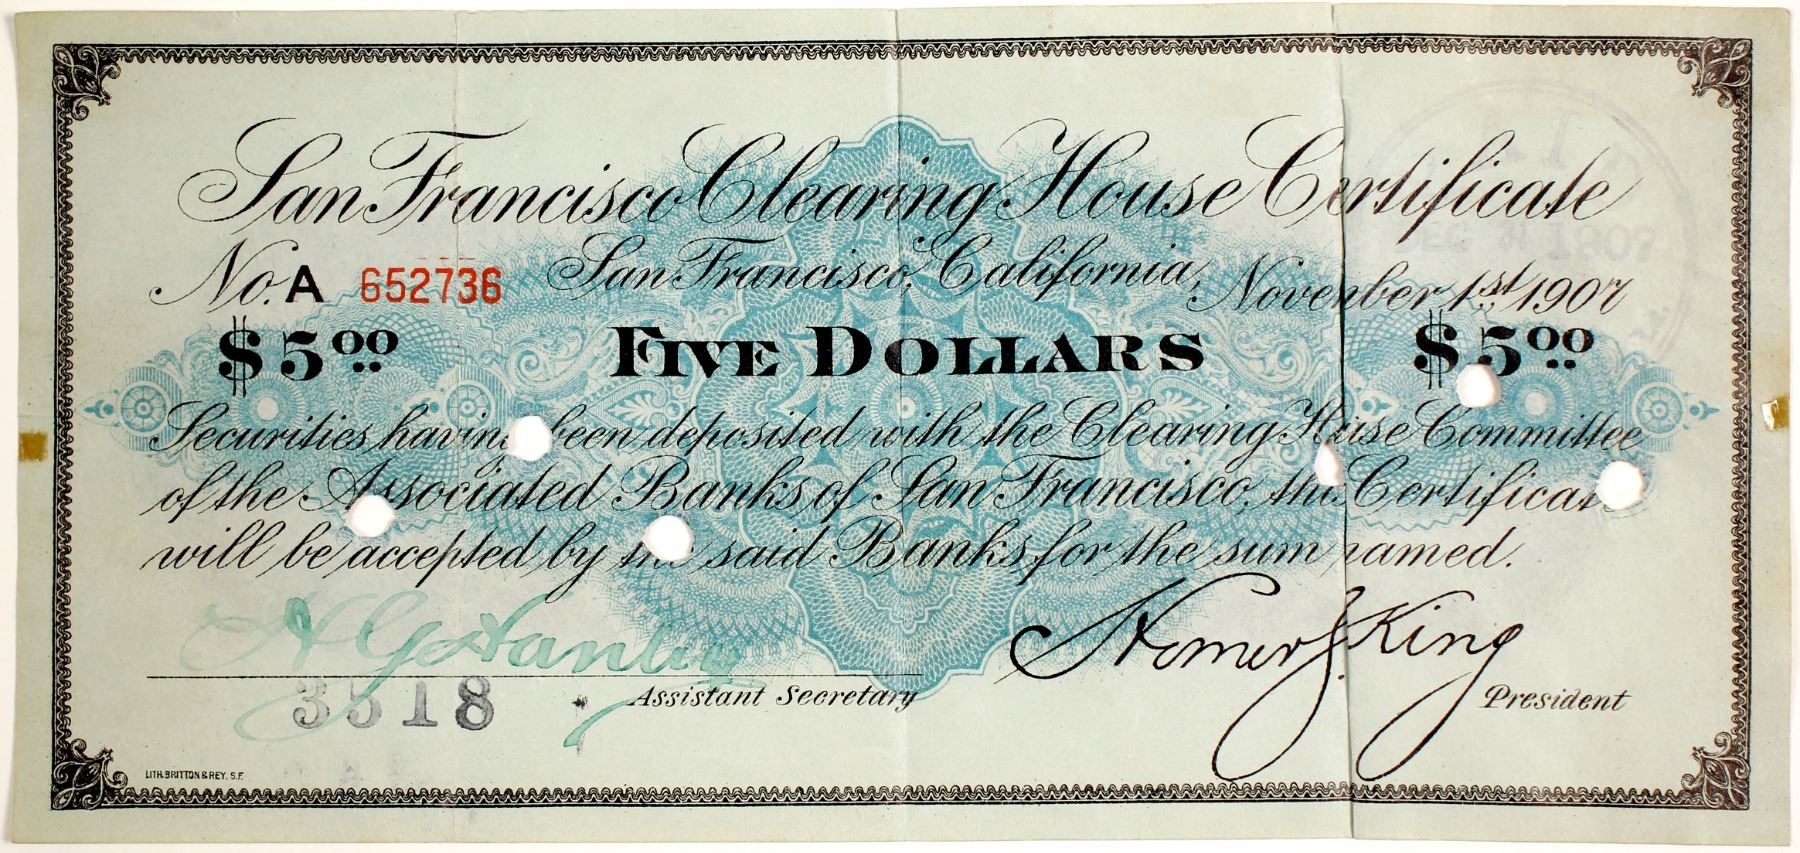 San Francisco Clearing House Certificate
No. A 652736 San Francisco, California, November 1st 1907
$5.00 FIVE DOLLARS $5.00
Securities having been deposited with the Clearing House Committee
of the Associated Banks of San Francisco, this Certificate
will be accepted by the said Banks for the sum named.
Homer S King
3518 Assistant Secretary President
LITH. BRITTON & REY. S.F.